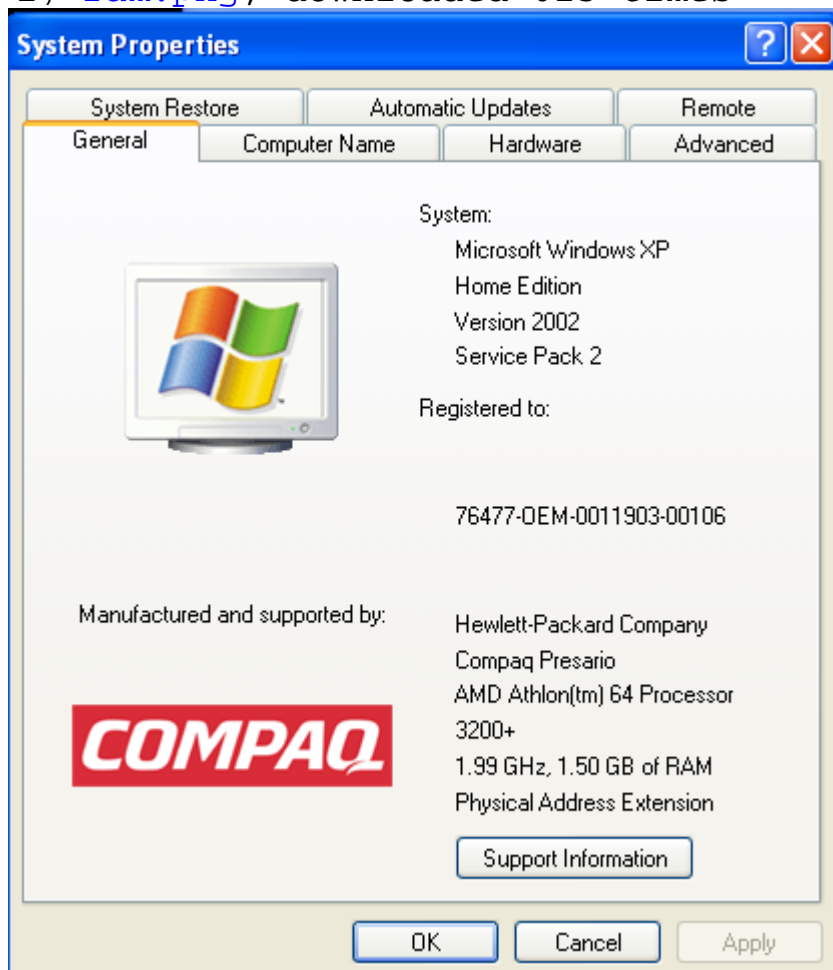 System Properties
System Restore Automatic Updates Remote
General Computer Name Hardware Advanced
System:
Microsoft Windows XP
Home Edition
Version 2002
Service Pack 2
Registered to:
76477-OEM-0011903-00106
Manufactured and supported by:
Hewlett-Packard Company
Compaq Presario
AMD Athlon(tm) 64 Processor
3200+
1.99 GHz, 1.50 GB of RAM
Physical Address Extension
COMPAQ
Support Information
OK Cancel Apply